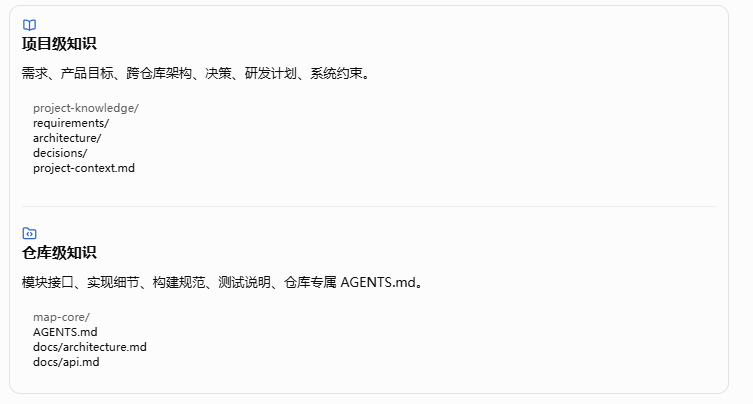 项目级知识
需求、产品目标、跨仓库架构、决策、研发计划、系统约束。
project-knowledge/
requirements/
architecture/
decisions/
project-context.md
仓库级知识
模块接口、实现细节、构建规范、测试说明、仓库专属 AGENTS.md。
map-core/
AGENTS.md
docs/architecture.md
docs/api.md